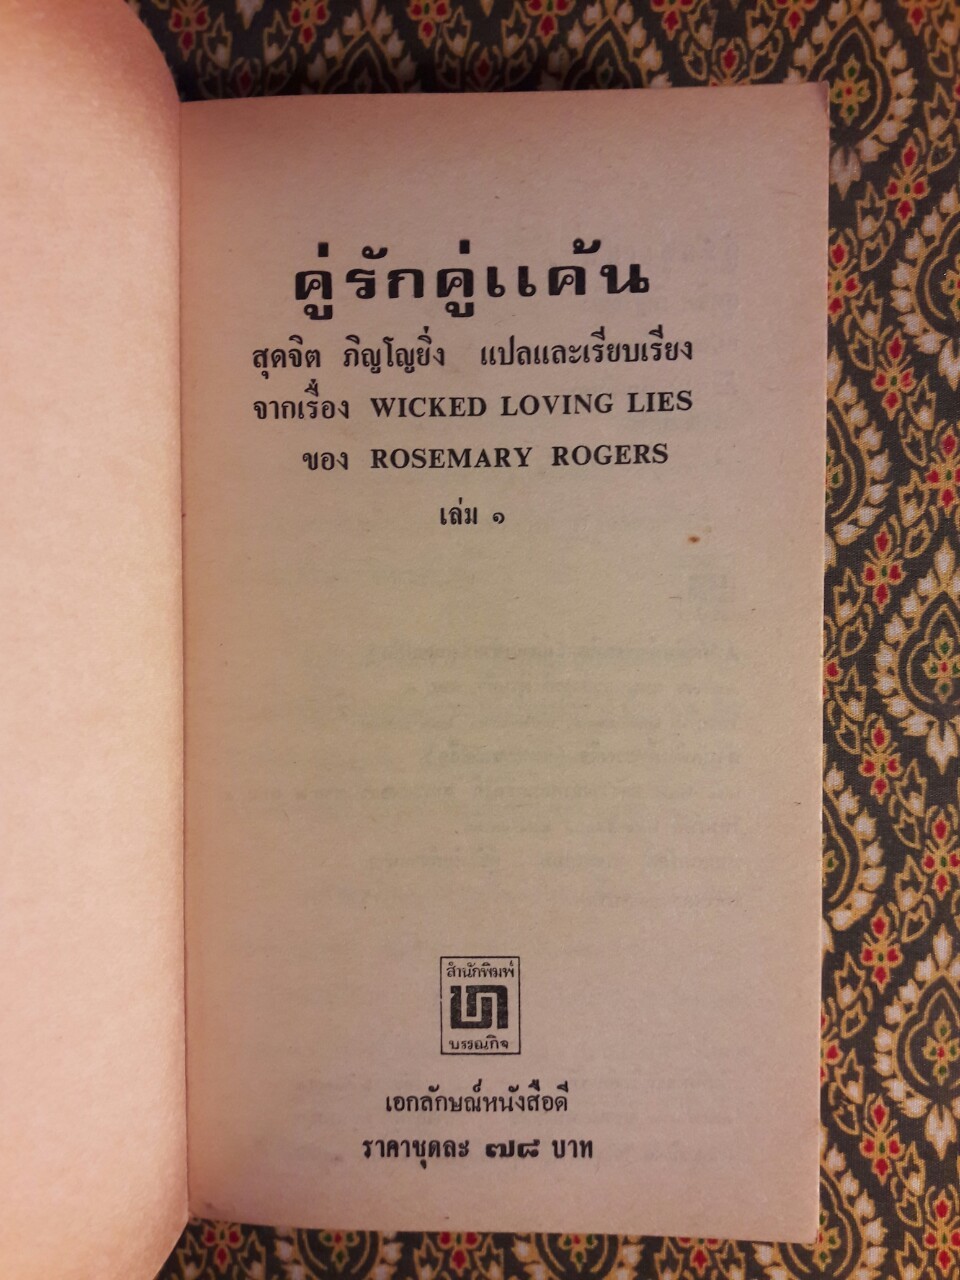 คู่รักคู่แค้น
สุดจิต ภิญโญยิ่ง แปลและเรียบเรียง
จากเรื่อง WICKED LOVING LIES
ของ ROSEMARY ROGERS
เล่ม ๑
สำนักพิมพ์
บรรณกิจ
เอกลักษณ์หนังสือดี
ราคาชุดละ ๗๘ บาท